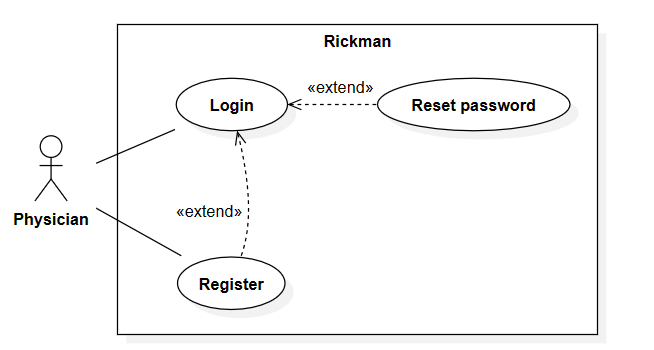 Rickman
«extend»
Login
Reset password
Physician
«extend»
Register